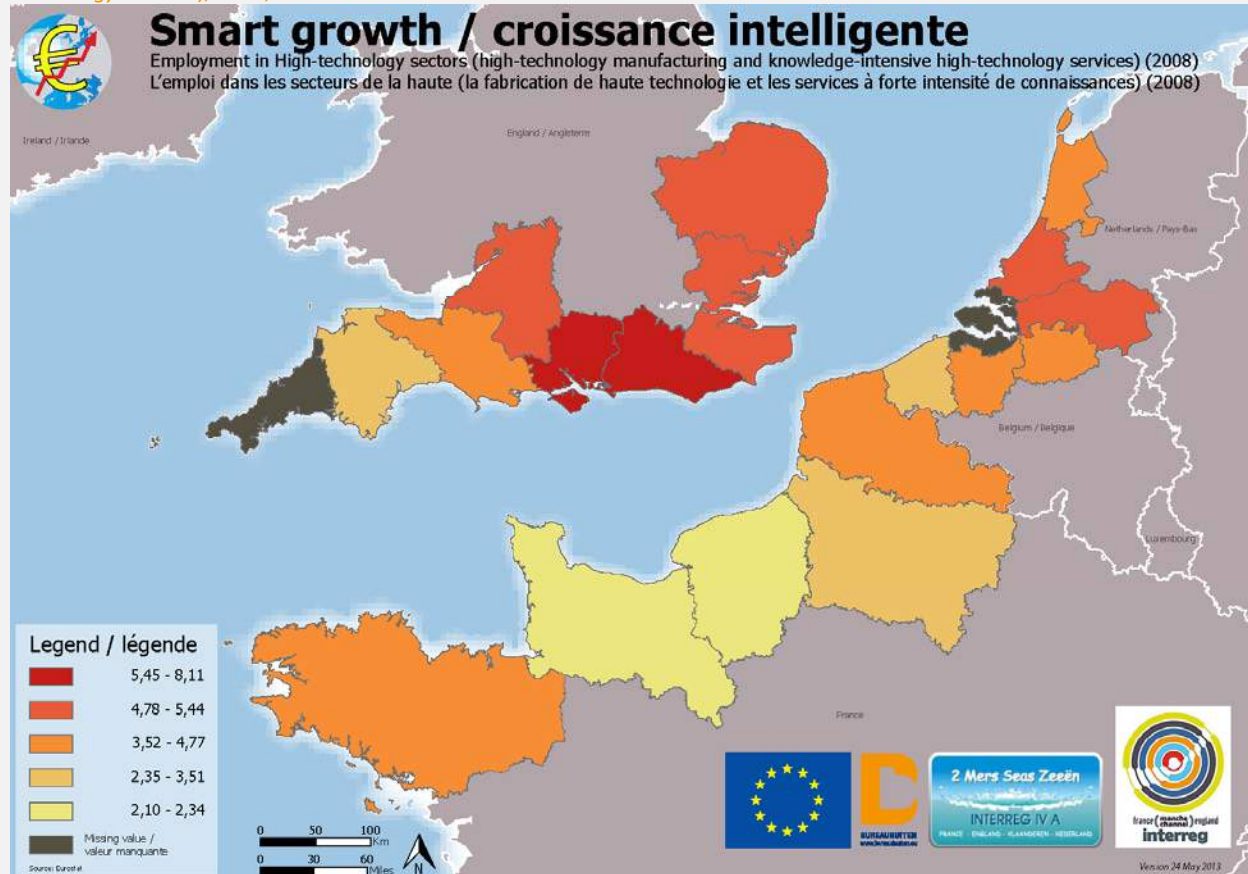 Smart growth / croissance intelligente
Employment in High-technology sectors (high-technology manufacturing and knowledge-intensive high-technology services) (2008)
L'emploi dans les secteurs de la haute (la fabrication de haute technologie et les services à forte intensité de connaissances) (2008)
Ireland / Irlande
England / Angleterre
Netherlands / Pays-Bas
Belgium / Belgique
Luxembourg
France
Legend / légende
5,45 - 8,11
4,78 - 5,44
3,52 - 4,77
2,35 - 3,51
2,10 - 2,34
Missing value /
valeur manquante
Source: Eurostat
0 50 100
Km
0 30 60
Miles
N
BUREAUBUITEN
www.bureaubuiten.eu
2 Mers Seas Zeeën
INTERREG IV A
FRANCE - ENGLAND - VLAANDEREN - NEDERLAND
france ( manche channel ) england
interreg
Version 24 May 2013